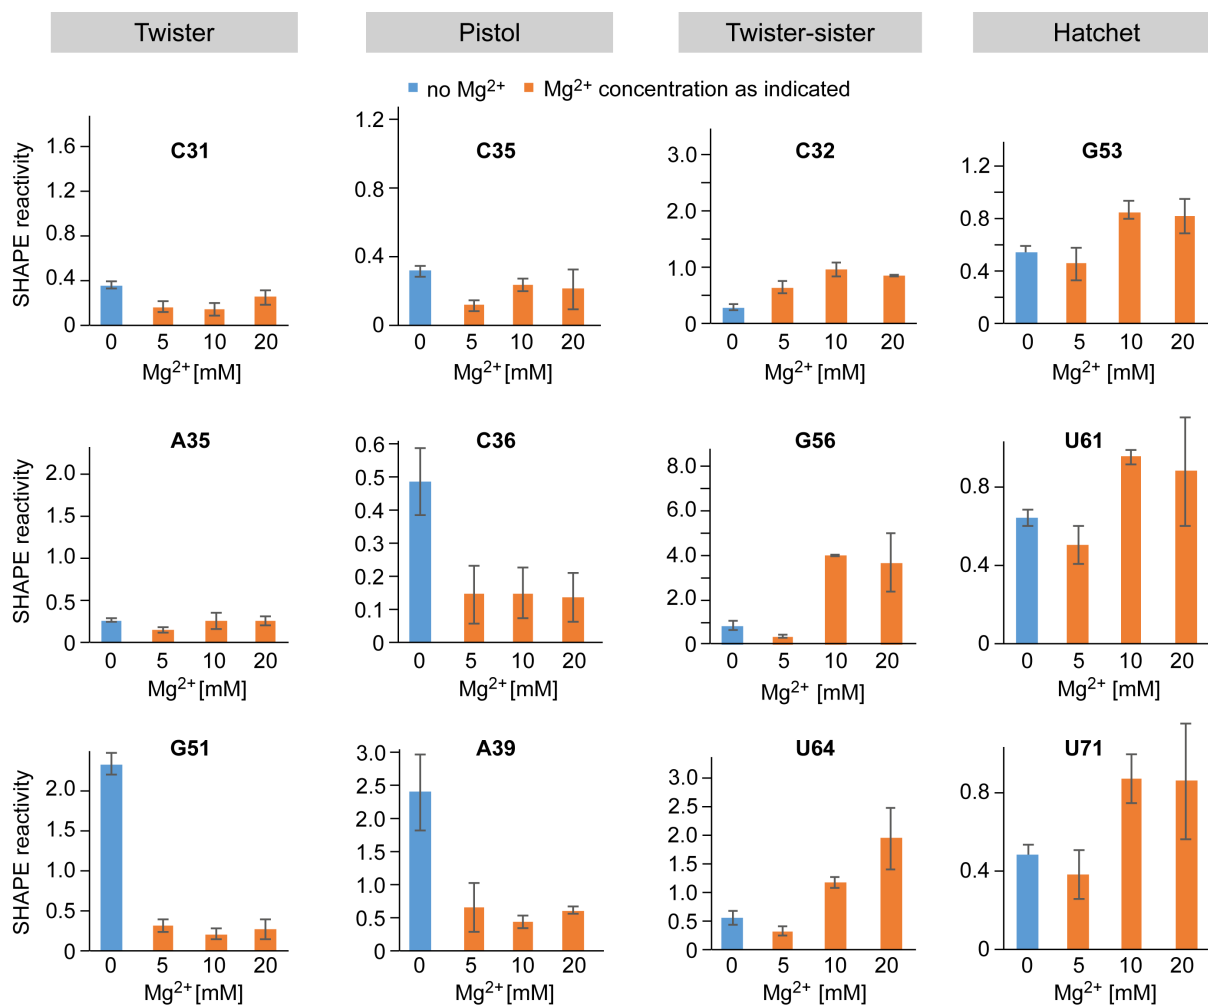 Twister Pistol Twister-sister Hatchet
no Mg²⁺ Mg²⁺ concentration as indicated
SHAPE reactivity
C31
1.6
1.2
0.8
0.4
0
0 5 10 20
Mg²⁺ [mM]
C35
1.2
0.8
0.4
0
0 5 10 20
Mg²⁺ [mM]
C32
3.0
2.0
1.0
0
0 5 10 20
Mg²⁺ [mM]
G53
1.2
0.8
0.4
0
0 5 10 20
Mg²⁺ [mM]
SHAPE reactivity
A35
2.0
1.5
1.0
0.5
0
0 5 10 20
Mg²⁺ [mM]
C36
0.6
0.5
0.4
0.3
0.2
0.1
0
0 5 10 20
Mg²⁺ [mM]
G56
8.0
6.0
4.0
2.0
0
0 5 10 20
Mg²⁺ [mM]
U61
0.8
0.4
0
0 5 10 20
Mg²⁺ [mM]
SHAPE reactivity
G51
2.0
1.5
1.0
0.5
0
0 5 10 20
Mg²⁺ [mM]
A39
3.0
2.5
2.0
1.5
1.0
0.5
0
0 5 10 20
Mg²⁺ [mM]
U64
3.0
2.5
2.0
1.5
1.0
0.5
0
0 5 10 20
Mg²⁺ [mM]
U71
0.8
0.4
0
0 5 10 20
Mg²⁺ [mM]